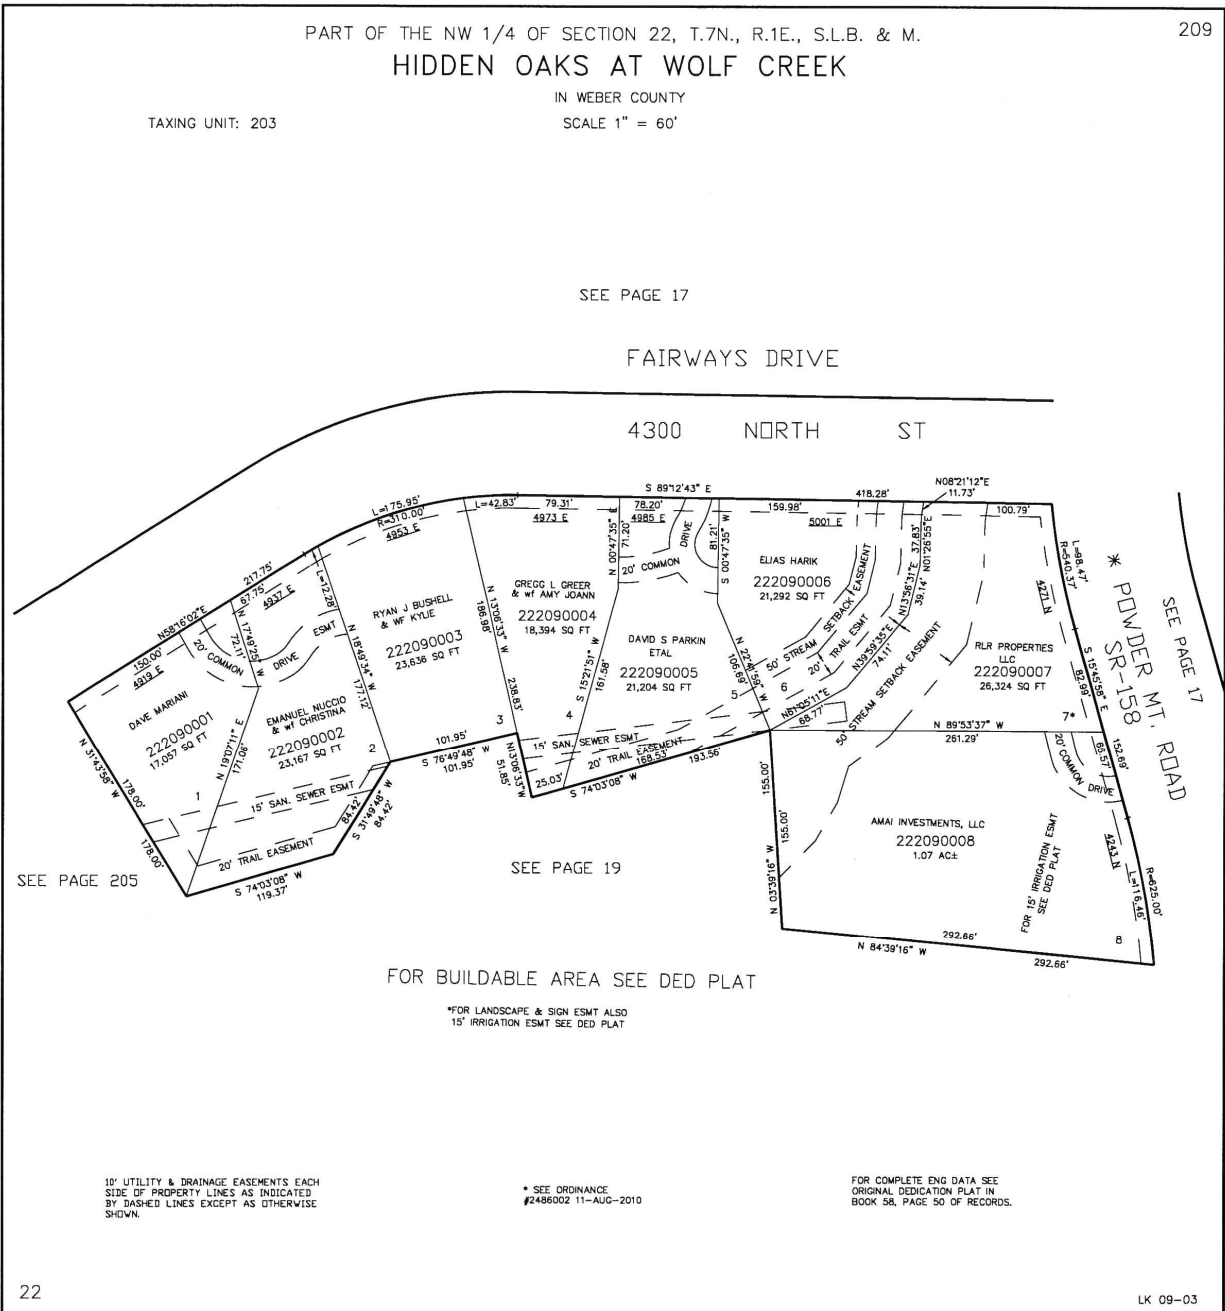 PART OF THE NW 1/4 OF SECTION 22, T.7N., R.1E., S.L.B. & M.
209
HIDDEN OAKS AT WOLF CREEK
IN WEBER COUNTY
TAXING UNIT: 203
SCALE 1" = 60'
SEE PAGE 17
FAIRWAYS DRIVE
4300 NORTH ST
N08°21'12"E
11.73'
S 89°12'43" E
418.28'
L=175.95'
R=310.00'
4953 E
L=42.83'
79.31'
4973 E
78.20'
4985 E
159.98'
5001 E
100.79'
217.75'
67.75'
4937 E
L=12.28'
N58°16'02"E
150.00'
4919 E
N 17°49'25" W
72.11'
20' COMMON
DRIVE
ESMT
N 00°47'35" E
71.20'
20' COMMON
DRIVE
81.21'
S 00°47'35" W
N13°56'31"E 37.83'
39.14'
N01°26'55"E
L=98.47'
R=540.37'
4271 N
* POWDER MT. ROAD
SR-158
SEE PAGE 17
DAVE MARIANI
222090001
17,057 SQ FT
EMANUEL NUCCIO
& wf CHRISTINA
222090002
23,167 SQ FT
RYAN J BUSHELL
& WF KYLIE
222090003
23,636 SQ FT
GREGG L GREER
& wf AMY JOANN
222090004
18,394 SQ FT
DAVID S PARKIN
ETAL
222090005
21,204 SQ FT
ELIAS HARIK
222090006
21,292 SQ FT
RLR PROPERTIES
LLC
222090007
26,324 SQ FT
N 18°49'34" W
177.12'
N 13°06'33" W
186.98'
238.83'
S 15°21'51" W
161.58'
N 22°41'59" W
106.69'
50' STREAM SETBACK EASEMENT
20' TRAIL ESMT
N39°59'35"E
74.11'
N61°05'11"E
68.77'
50' STREAM SETBACK EASEMENT
S 15°45'58" E
82.99'
7*
N 89°53'37" W
261.29'
N 31°43'58" W
178.00'
178.00'
N 19°07'11" E
171.06'
1
2
3
4
5
6
15' SAN. SEWER ESMT
20' TRAIL EASEMENT
S 74°03'08" W
119.37'
84.42'
S 31°49'48" W
84.42'
101.95'
S 76°49'48" W
101.95'
N13°06'33"W
51.85'
15' SAN. SEWER ESMT
20' TRAIL EASEMENT
25.03'
168.53'
193.56'
S 74°03'08" W
155.00'
155.00'
N 03°39'16" W
AMAI INVESTMENTS, LLC
222090008
1.07 AC±
20' COMMON DRIVE
152.69'
4243 N
L=116.46'
R=625.00'
FOR 15' IRRIGATION ESMT
SEE DED PLAT
8
292.66'
N 84°39'16" W
292.66'
SEE PAGE 205
SEE PAGE 19
FOR BUILDABLE AREA SEE DED PLAT
*FOR LANDSCAPE & SIGN ESMT ALSO
15' IRRIGATION ESMT SEE DED PLAT
10' UTILITY & DRAINAGE EASEMENTS EACH
SIDE OF PROPERTY LINES AS INDICATED
BY DASHED LINES EXCEPT AS OTHERWISE
SHOWN.
* SEE ORDINANCE
#2486002 11-AUG-2010
FOR COMPLETE ENG DATA SEE
ORIGINAL DEDICATION PLAT IN
BOOK 58, PAGE 50 OF RECORDS.
22
LK 09-03